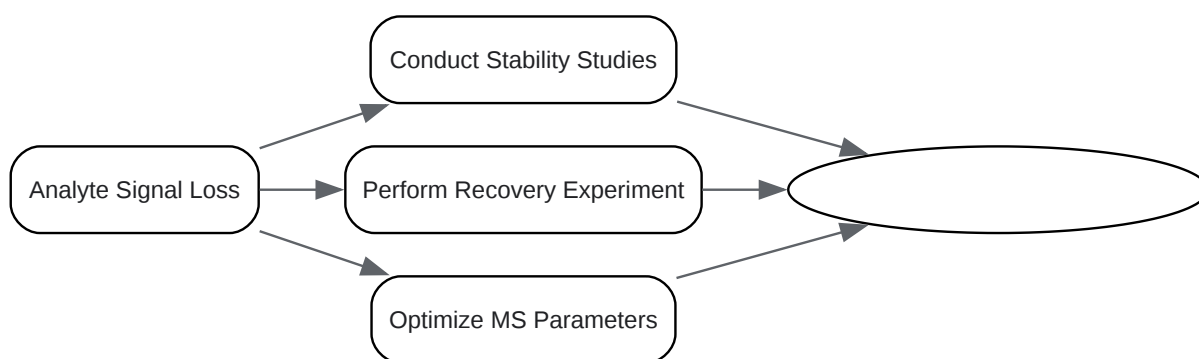 Conduct Stability Studies
Analyte Signal Loss
Perform Recovery Experiment
Optimize MS Parameters